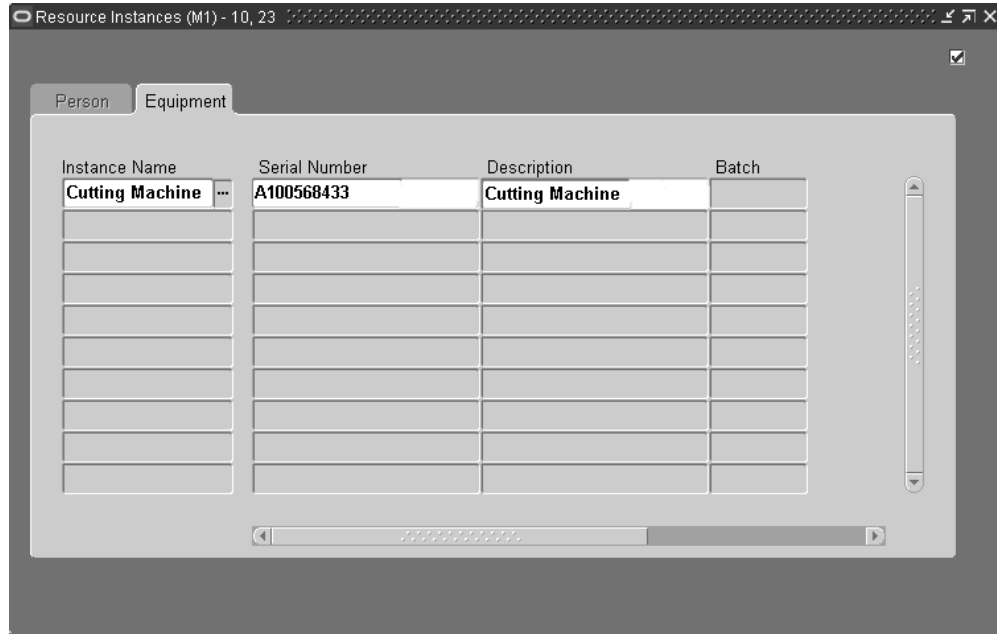 Resource Instances (M1) - 10, 23
Person Equipment
Instance Name Serial Number Description Batch
Cutting Machine ... A100568433 Cutting Machine